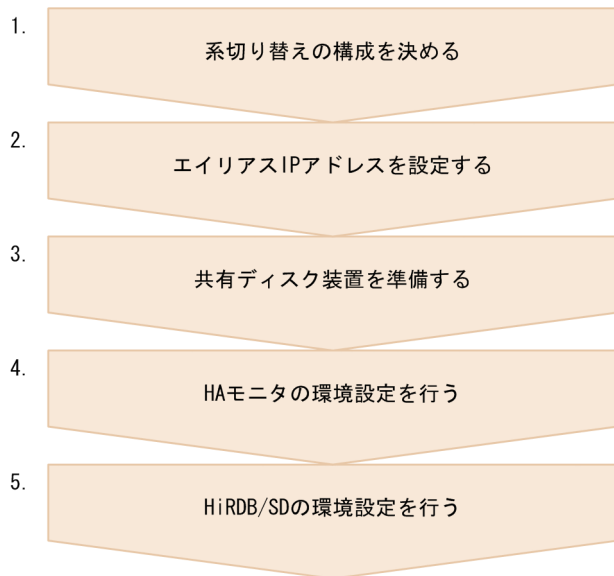 1.
系切り替えの構成を決める
2.
エイリアスIPアドレスを設定する
3.
共有ディスク装置を準備する
4.
HAモニタの環境設定を行う
5.
HiRDB/SDの環境設定を行う